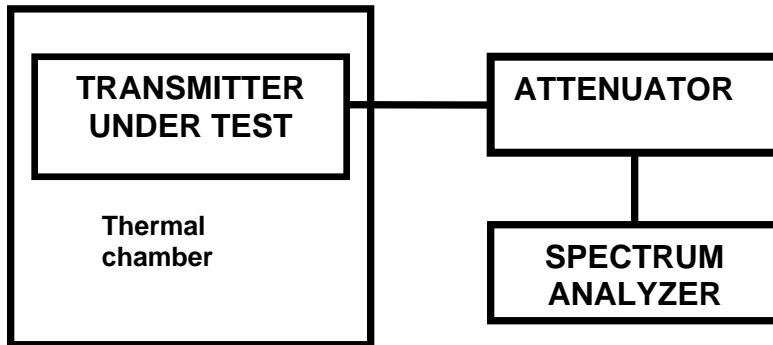 TRANSMITTER
UNDER TEST
ATTENUATOR
Thermal
chamber
SPECTRUM
ANALYZER